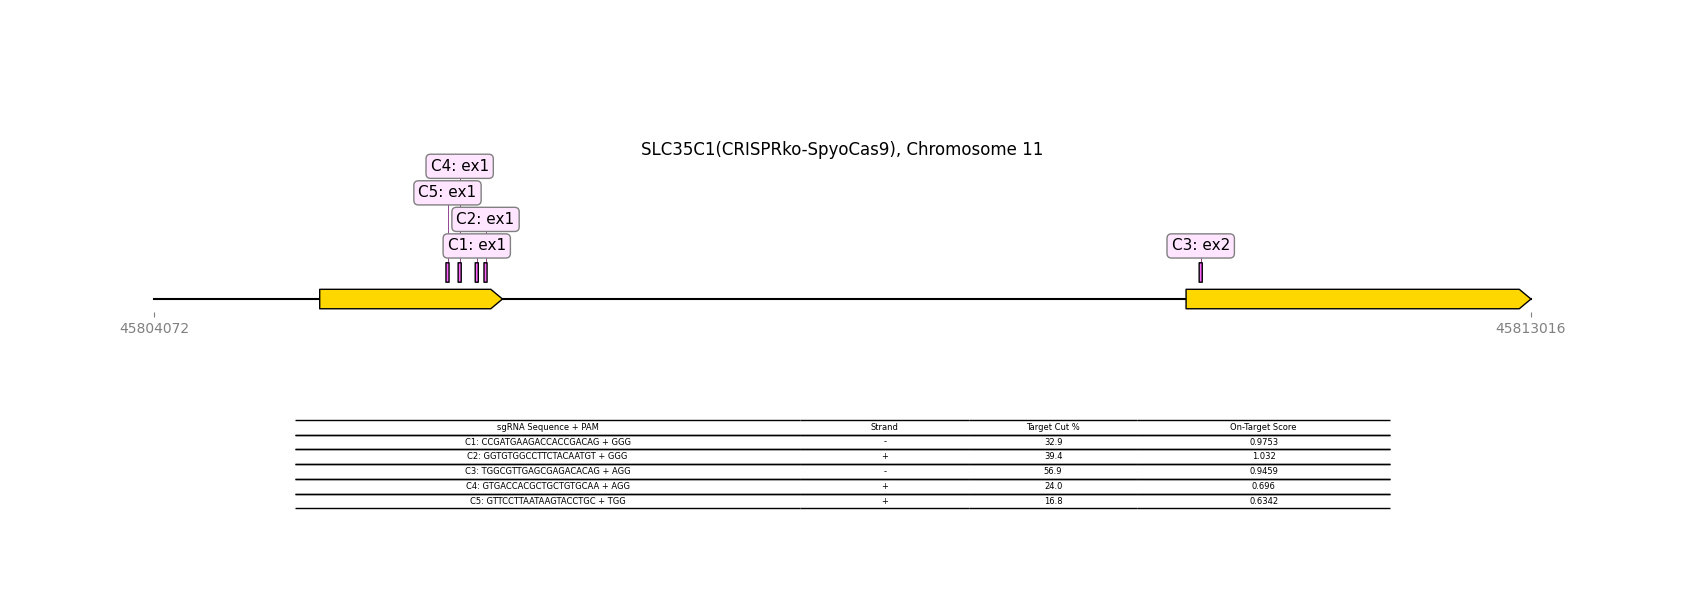 SLC35C1(CRISPRko-SpyoCas9), Chromosome 11
C4: ex1
C5: ex1
C2: ex1
C1: ex1
C3: ex2
45804072
45813016
sgRNA Sequence + PAM Strand Target Cut % On-Target Score
C1: CCGATGAAGACCACCGACAG + GGG - 32.9 0.9753
C2: GGTGTGGCCTTCTACAATGT + GGG + 39.4 1.032
C3: TGGCGTTGAGCGAGACACAG + AGG - 56.9 0.9459
C4: GTGACCACGCTGCTGTGCAA + AGG + 24.0 0.696
C5: GTTCCTTAATAAGTACCTGC + TGG + 16.8 0.6342